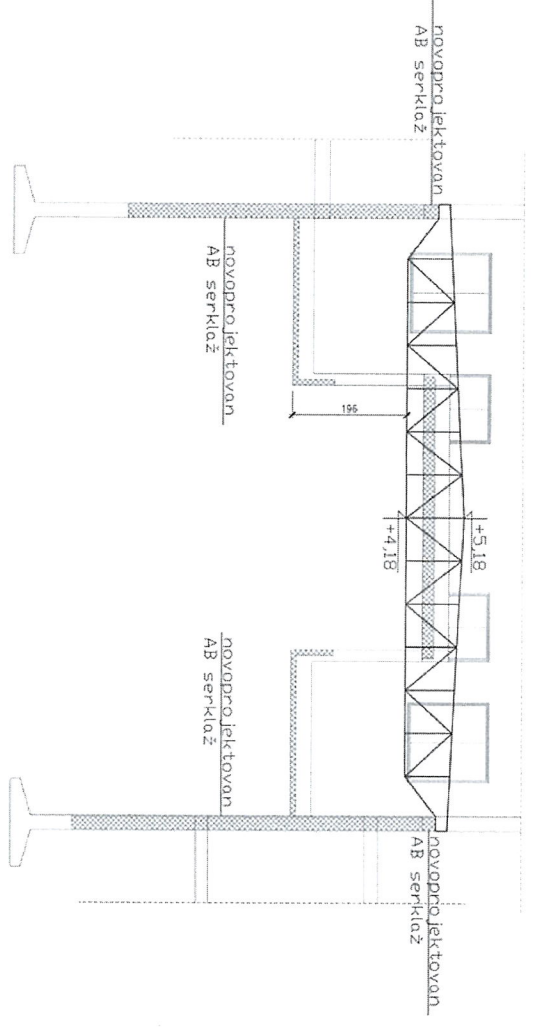 novoprojektovan
AB serklaž
novoprojektovan
AB serklaž
196
+5,18
+4,18
novoprojektovan
AB serklaž
novoprojektovan
AB serklaž